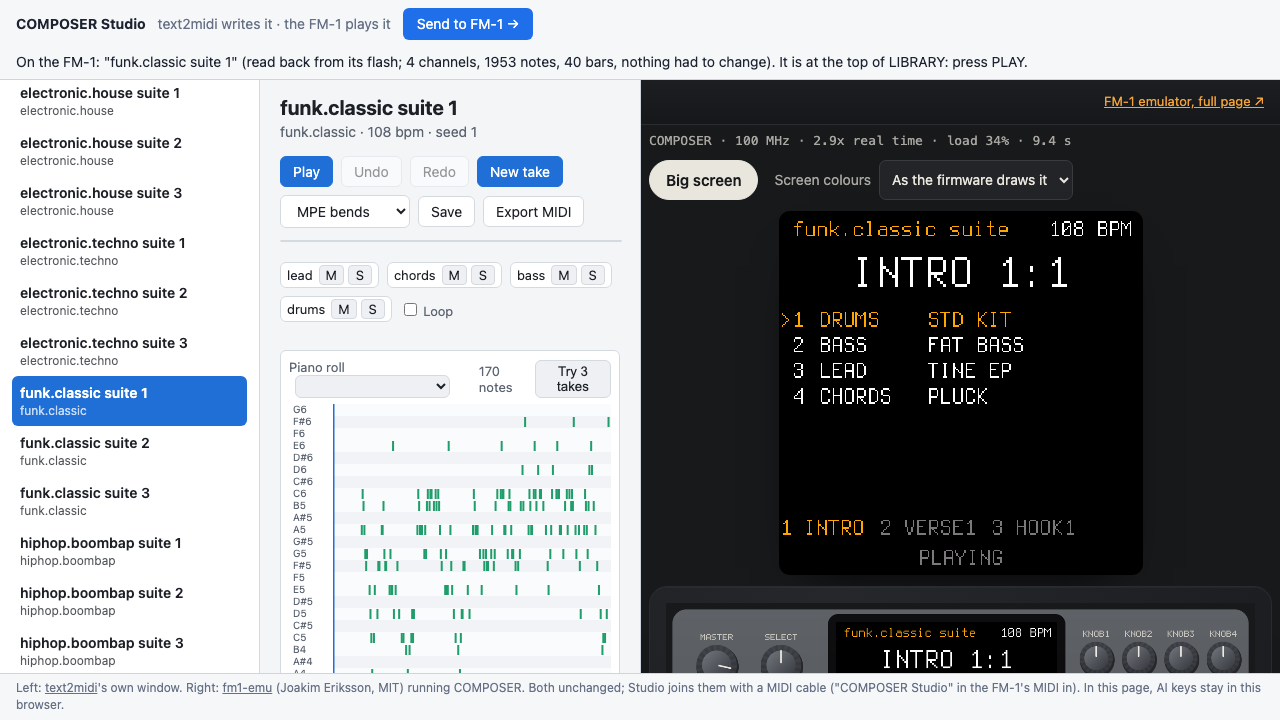 COMPOSER Studio text2midi writes it · the FM-1 plays it Send to FM-1 →
On the FM-1: "funk.classic suite 1" (read back from its flash; 4 channels, 1953 notes, 40 bars, nothing had to change). It is at the top of LIBRARY: press PLAY.
electronic.house suite 1
electronic.house
electronic.house suite 2
electronic.house
electronic.house suite 3
electronic.house
electronic.techno suite 1
electronic.techno
electronic.techno suite 2
electronic.techno
electronic.techno suite 3
electronic.techno
funk.classic suite 1
funk.classic
funk.classic suite 2
funk.classic
funk.classic suite 3
funk.classic
hiphop.boombap suite 1
hiphop.boombap
hiphop.boombap suite 2
hiphop.boombap
hiphop.boombap suite 3
hiphop.boombap
funk.classic suite 1
funk.classic · 108 bpm · seed 1
Play Undo Redo New take
MPE bends Save Export MIDI
lead M S chords M S bass M S
drums M S Loop
Piano roll
170 notes
Try 3 takes
G6
F#6
F6
E6
D#6
D6
C#6
C6
B5
A#5
A5
G#5
G5
F#5
F5
E5
D#5
D5
C#5
C5
B4
A#4
FM-1 emulator, full page ↗
COMPOSER · 100 MHz · 2.9x real time · load 34% · 9.4 s
Big screen Screen colours As the firmware draws it
funk.classic suite 108 BPM
INTRO 1:1
>1 DRUMS STD KIT
2 BASS FAT BASS
3 LEAD TINE EP
4 CHORDS PLUCK
1 INTRO 2 VERSE1 3 HOOK1
PLAYING
MASTER SELECT
funk.classic suite 108 BPM
INTRO 1:1
KNOB1 KNOB2 KNOB3 KNOB4
Left: text2midi's own window. Right: fm1-emu (Joakim Eriksson, MIT) running COMPOSER. Both unchanged; Studio joins them with a MIDI cable ("COMPOSER Studio" in the FM-1's MIDI in). In this page, AI keys stay in this
browser.